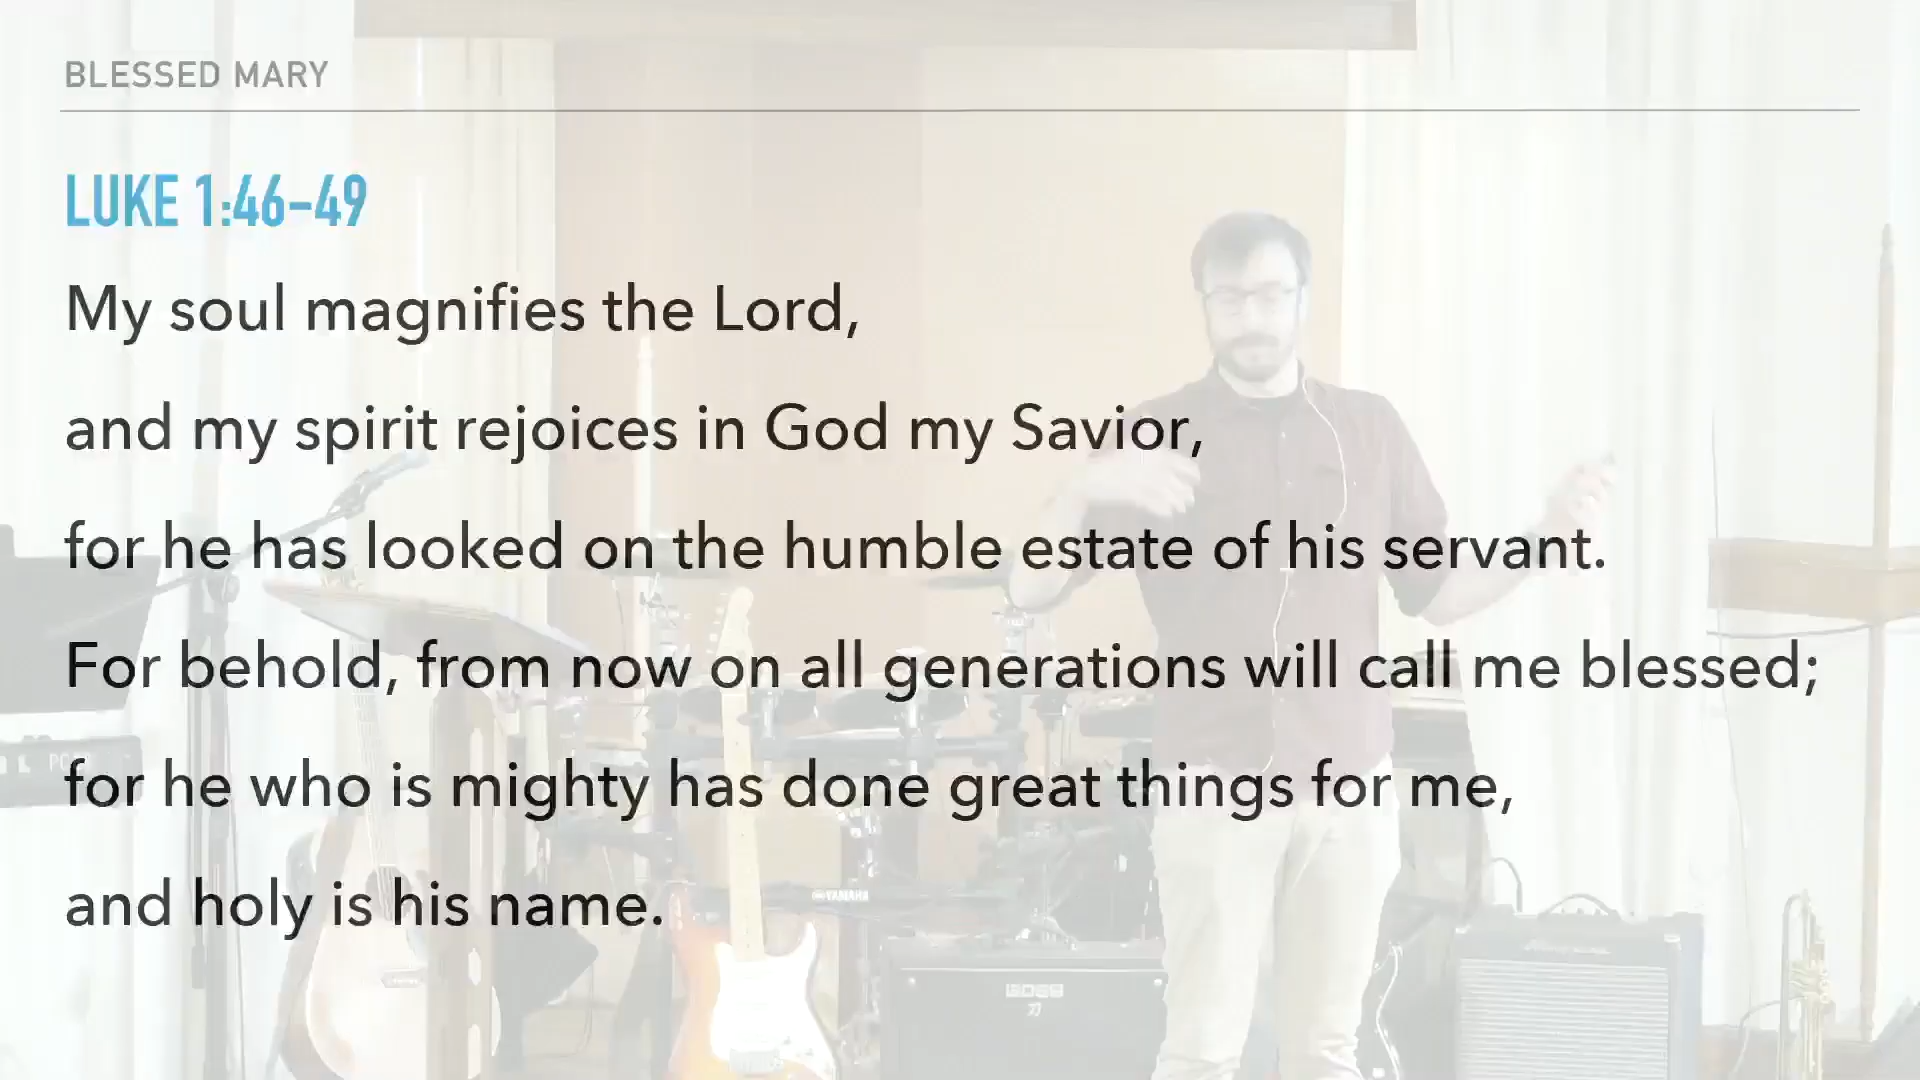 BLESSED MARY
LUKE 1:46–49
My soul magnifies the Lord,
and my spirit rejoices in God my Savior,
for he has looked on the humble estate of his servant.
For behold, from now on all generations will call me blessed;
for he who is mighty has done great things for me,
and holy is his name.
YAMAHA
BOSS